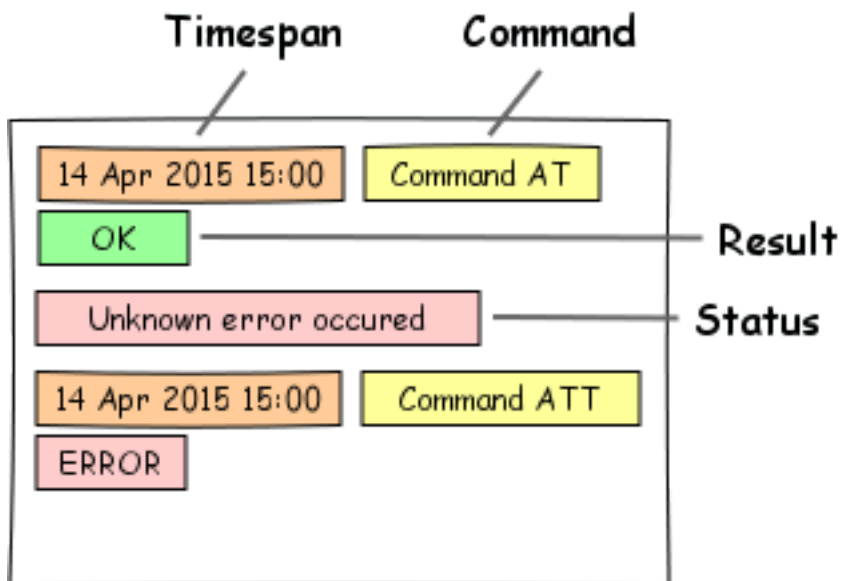 Timespan Command
14 Apr 2015 15:00 Command AT
OK
Result
Unknown error occured
Status
14 Apr 2015 15:00 Command ATT
ERROR